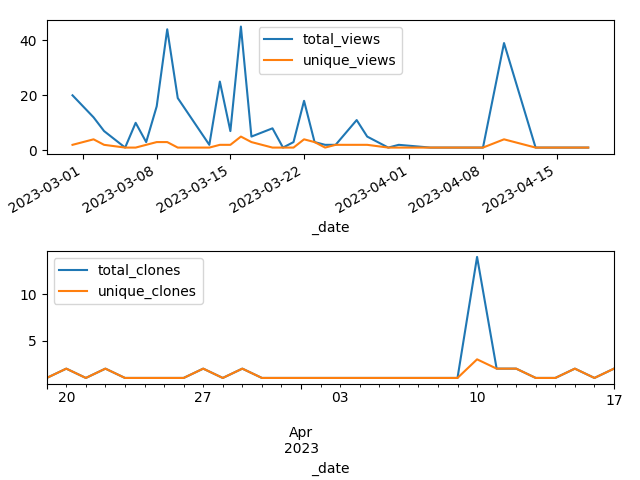 40
20
0
total_views
unique_views
2023-03-01
2023-03-08
2023-03-15
2023-03-22
2023-04-01
2023-04-08
2023-04-15
_date
10
5
total_clones
unique_clones
20
27
03
10
17
Apr
2023
_date